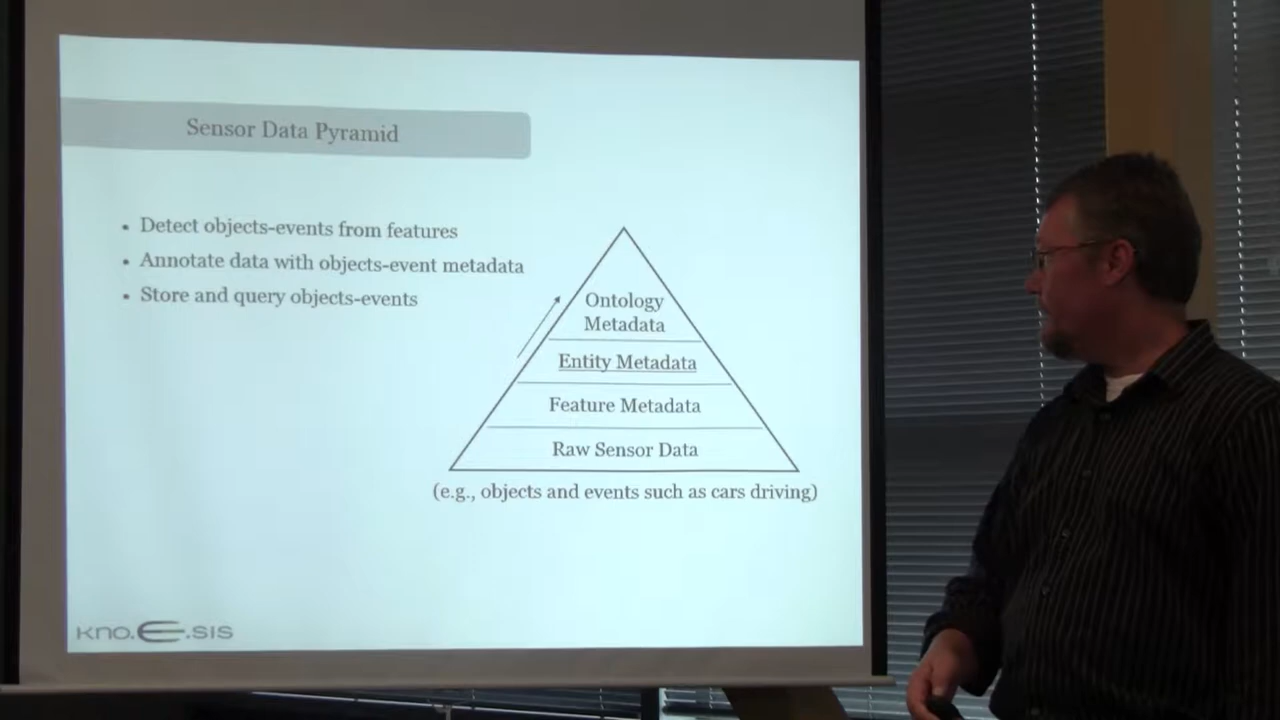 Sensor Data Pyramid
• Detect objects-events from features
• Annotate data with objects-event metadata
• Store and query objects-events
Ontology
Metadata
Entity Metadata
Feature Metadata
Raw Sensor Data
(e.g., objects and events such as cars driving)
kno.e.sis